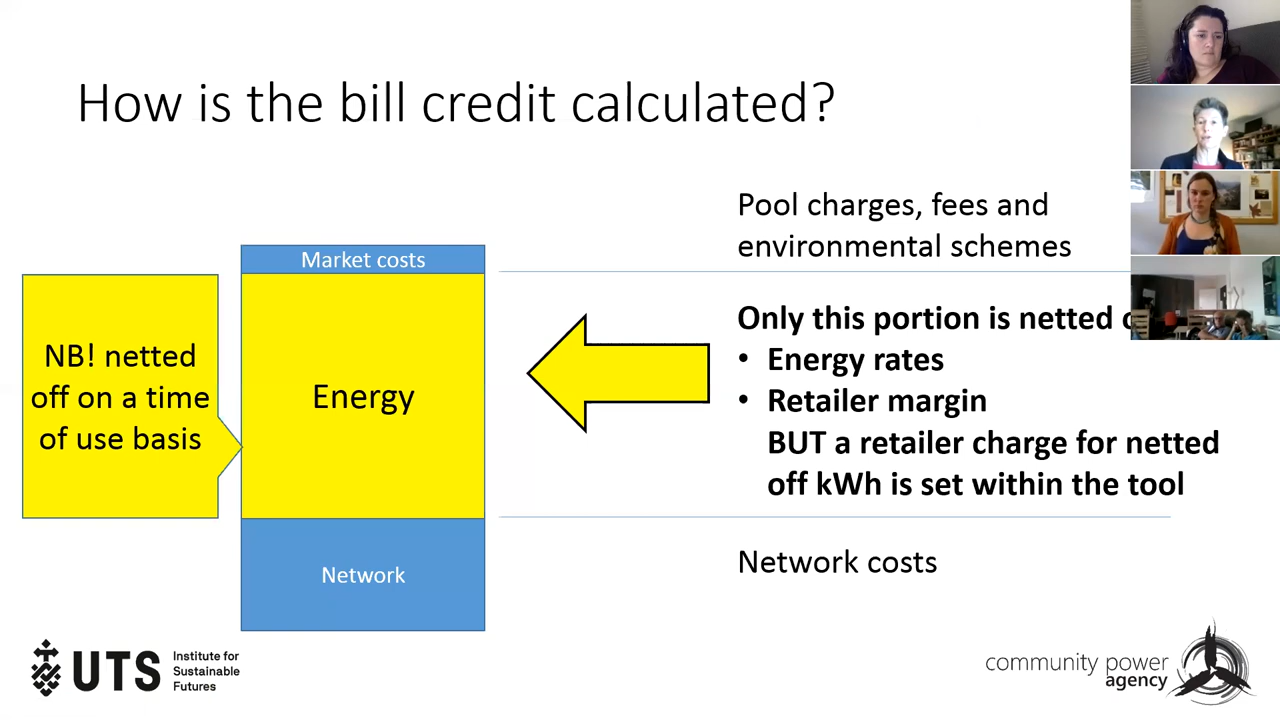 How is the bill credit calculated?
Pool charges, fees and
environmental schemes
Market costs
NB! netted
off on a time
of use basis
Energy
Only this portion is netted
• Energy rates
• Retailer margin
BUT a retailer charge for netted
off kWh is set within the tool
Network
Network costs
UTS
Institute for
Sustainable
Futures
community power
agency